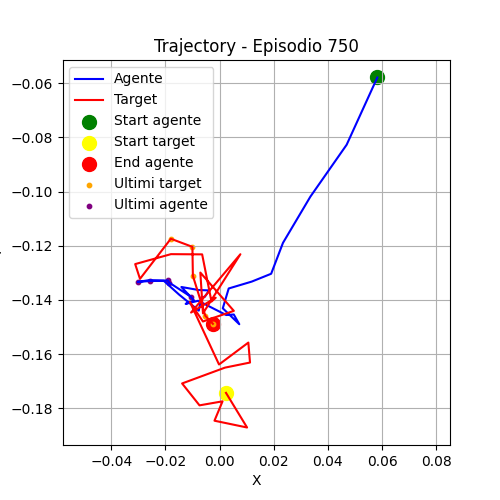 Trajectory - Episodio 750
Agente
Target
Start agente
Start target
End agente
Ultimi target
Ultimi agente
−0.06
−0.08
−0.10
−0.12
−0.14
−0.16
−0.18
−0.04
−0.02
0.00
0.02
0.04
0.06
0.08
X